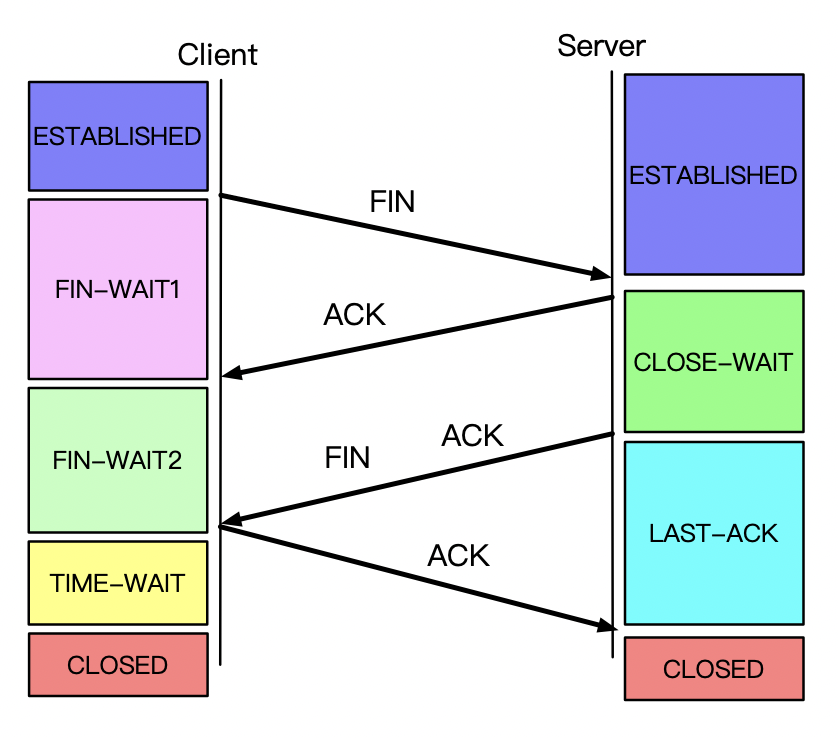 Client
Server
ESTABLISHED
ESTABLISHED
FIN
FIN-WAIT1
ACK
CLOSE-WAIT
ACK
FIN
FIN-WAIT2
LAST-ACK
ACK
TIME-WAIT
CLOSED
CLOSED